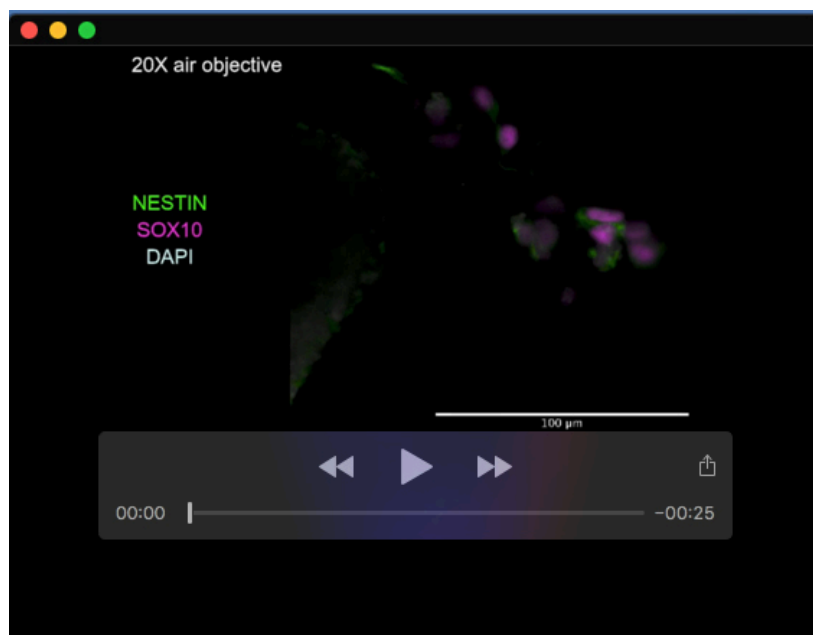 20X air objective
NESTIN
SOX10
DAPI
100 µm
00:00
-00:25